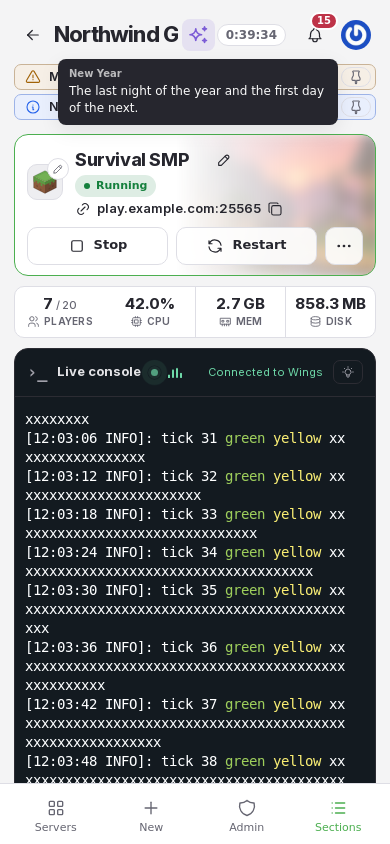 Northwind G
0:39:34
15
M
New Year
The last night of the year and the first day
of the next.
N
Survival SMP
Running
play.example.com:25565
Stop
Restart
7 / 20
PLAYERS
42.0%
CPU
2.7 GB
MEM
858.3 MB
DISK
Live console
Connected to Wings
xxxxxxxx
[12:03:06 INFO]: tick 31 green yellow xx
xxxxxxxxxxxxxxx
[12:03:12 INFO]: tick 32 green yellow xx
xxxxxxxxxxxxxxxxxxxxxx
[12:03:18 INFO]: tick 33 green yellow xx
xxxxxxxxxxxxxxxxxxxxxxxxxxxxx
[12:03:24 INFO]: tick 34 green yellow xx
xxxxxxxxxxxxxxxxxxxxxxxxxxxxxxxxxxxx
[12:03:30 INFO]: tick 35 green yellow xx
xxxxxxxxxxxxxxxxxxxxxxxxxxxxxxxxxxxxxxxx
xxx
[12:03:36 INFO]: tick 36 green yellow xx
xxxxxxxxxxxxxxxxxxxxxxxxxxxxxxxxxxxxxxxx
xxxxxxxxxx
[12:03:42 INFO]: tick 37 green yellow xx
xxxxxxxxxxxxxxxxxxxxxxxxxxxxxxxxxxxxxxxx
xxxxxxxxxxxxxxxxx
[12:03:48 INFO]: tick 38 green yellow xx
xxxxxxxxxxxxxxxxxxxxxxxxxxxxxxxxxxxxxxxx
Servers
New
Admin
Sections